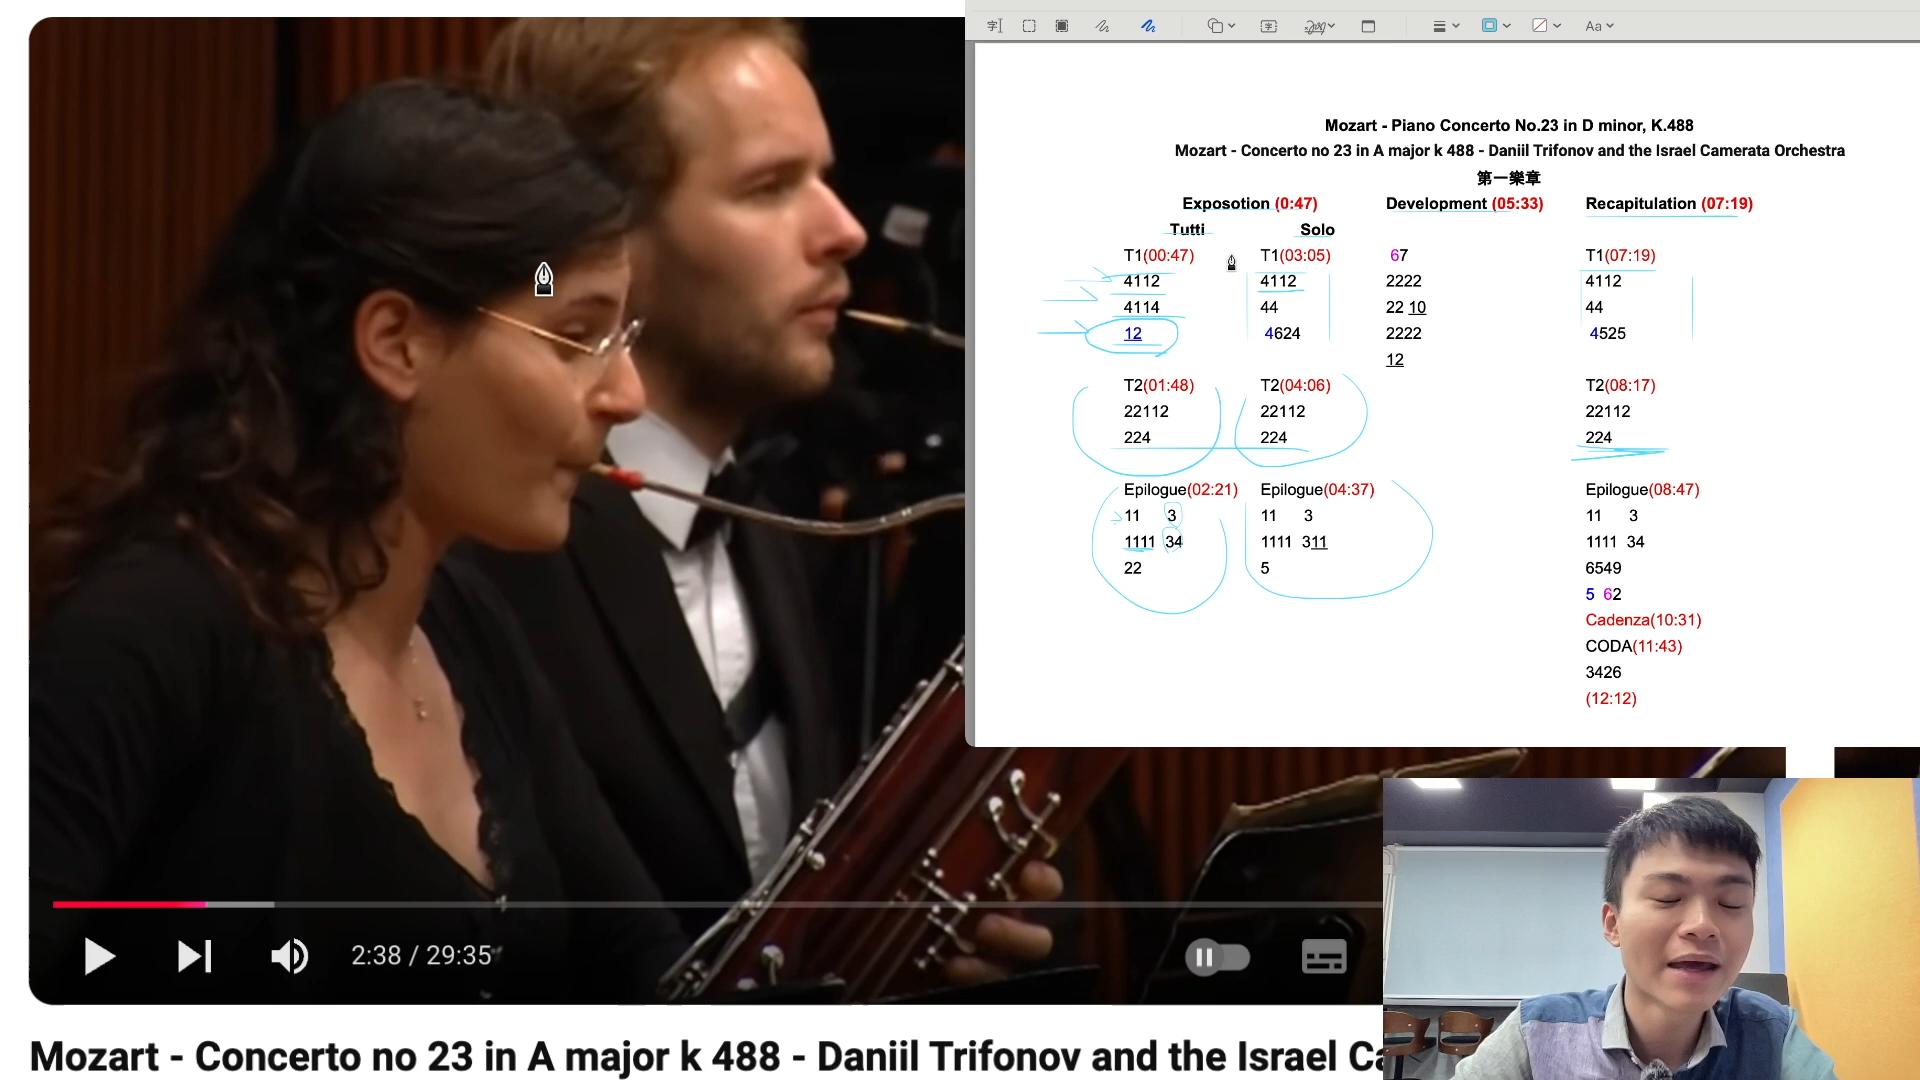 字
Aa
Mozart - Piano Concerto No.23 in D minor, K.488
Mozart - Concerto no 23 in A major k 488 - Daniil Trifonov and the Israel Camerata Orchestra
第一樂章
Exposotion (0:47) Development (05:33) Recapitulation (07:19)
Tutti Solo
T1(00:47) T1(03:05) 67 T1(07:19)
4112 4112 2222 4112
4114 44 22 10 44
12 4624 2222 4525
12
T2(01:48) T2(04:06) T2(08:17)
22112 22112 22112
224 224 224
Epilogue(02:21) Epilogue(04:37) Epilogue(08:47)
11 3 11 3 11 3
1111 34 1111 311 1111 34
22 5 6549
5 62
Cadenza(10:31)
CODA(11:43)
3426
(12:12)
2:38 / 29:35
Mozart - Concerto no 23 in A major k 488 - Daniil Trifonov and the Israel Ca